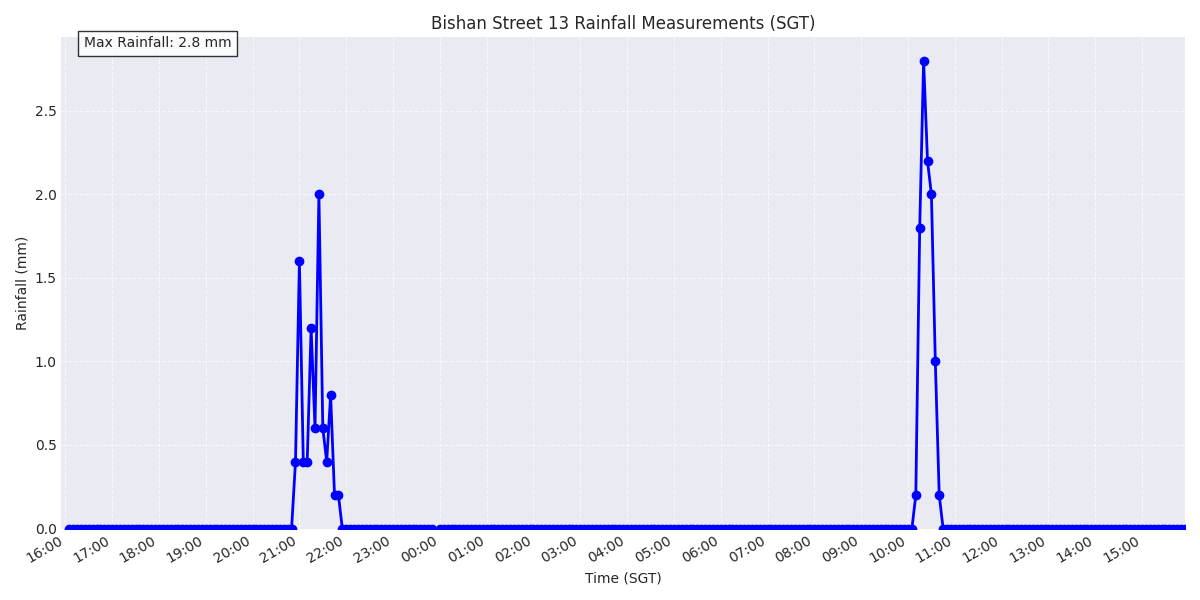 Bishan Street 13 Rainfall Measurements (SGT)
Max Rainfall: 2.8 mm
Rainfall (mm)
2.5
2.0
1.5
1.0
0.5
0.0
16:00 17:00 18:00 19:00 20:00 21:00 22:00 23:00 00:00 01:00 02:00 03:00 04:00 05:00 06:00 07:00 08:00 09:00 10:00 11:00 12:00 13:00 14:00 15:00
Time (SGT)